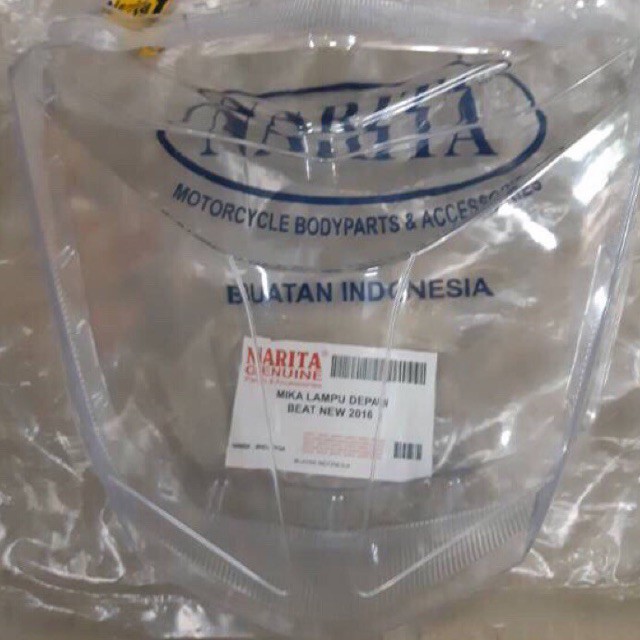 NARITA
MOTORCYCLE BODYPARTS & ACCESSORIES
BUATAN INDONESIA
NARITA
GENUINE
MIKA LAMPU DEPAN
BEAT NEW 2016